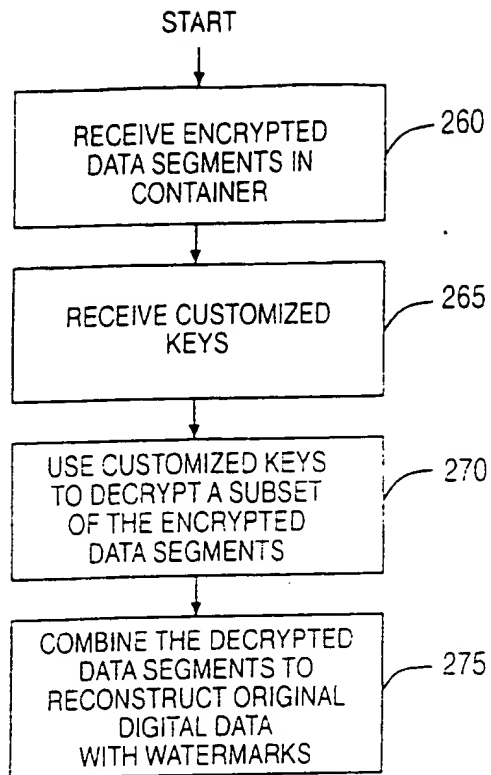 START
RECEIVE ENCRYPTED
DATA SEGMENTS IN
CONTAINER
260
RECEIVE CUSTOMIZED
KEYS
265
USE CUSTOMIZED KEYS
TO DECRYPT A SUBSET
OF THE ENCRYPTED
DATA SEGMENTS
270
COMBINE THE DECRYPTED
DATA SEGMENTS TO
RECONSTRUCT ORIGINAL
DIGITAL DATA
WITH WATERMARKS
275